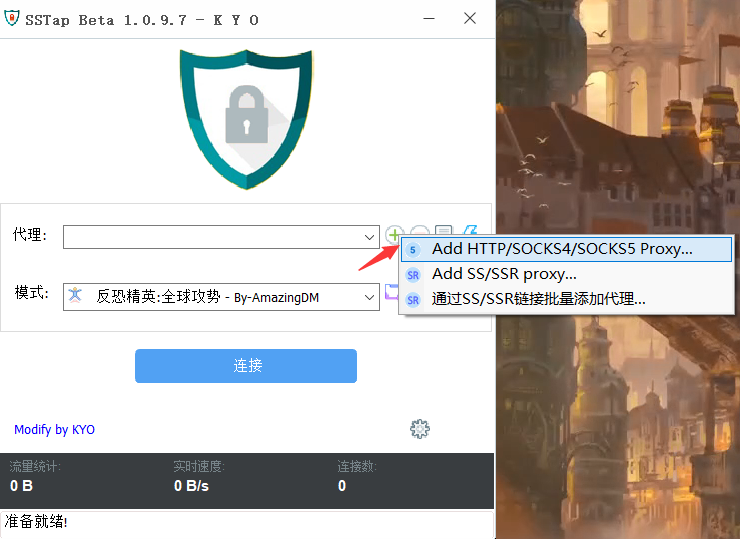 SSTap Beta 1.0.9.7 - K Y O
代理:
5 Add HTTP/SOCKS4/SOCKS5 Proxy...
SR Add SS/SSR proxy...
SR 通过SS/SSR链接批量添加代理...
模式:
反恐精英:全球攻势 - By-AmazingDM
连接
Modify by KYO
流量统计: 实时速度: 连接数:
0 B 0 B/s 0
准备就绪!